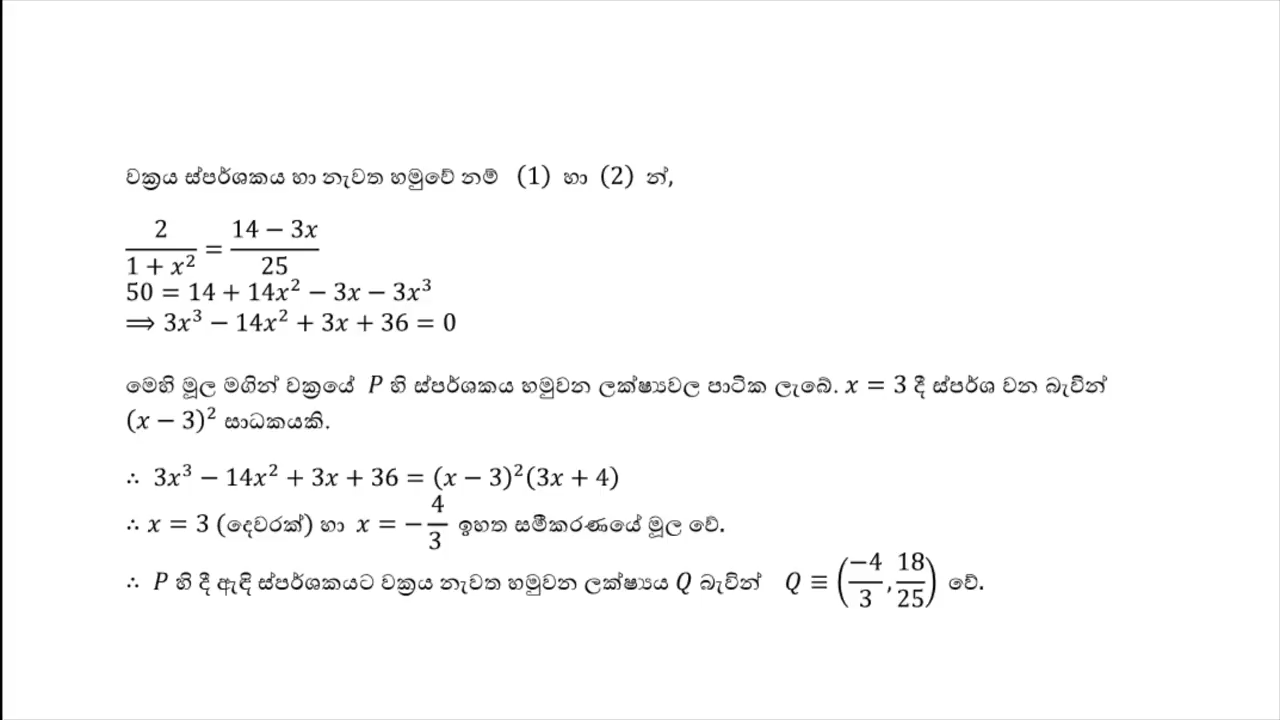 වක්‍රය ස්පර්ශකය හා නැවත හමුවේ නම් (1) හා (2) න්,
2/(1 + x²) = (14 − 3x)/25
50 = 14 + 14x² − 3x − 3x³
⟹ 3x³ − 14x² + 3x + 36 = 0
මෙහි මූල මගින් වක්‍රයේ P හි ස්පර්ශකය හමුවන ලක්ෂ්‍යවල පාටික ලැබේ. x = 3 දී ස්පර්ශ වන බැවින්
(x − 3)² සාධකයකි.
∴ 3x³ − 14x² + 3x + 36 = (x − 3)²(3x + 4)
∴ x = 3 (දෙවරක්) හා x = −4/3 ඉහත සමීකරණයේ මූල වේ.
∴ P හි දී ඇඳි ස්පර්ශකයට වක්‍රය නැවත හමුවන ලක්ෂ්‍යය Q බැවින් Q ≡ (−4/3, 18/25) වේ.